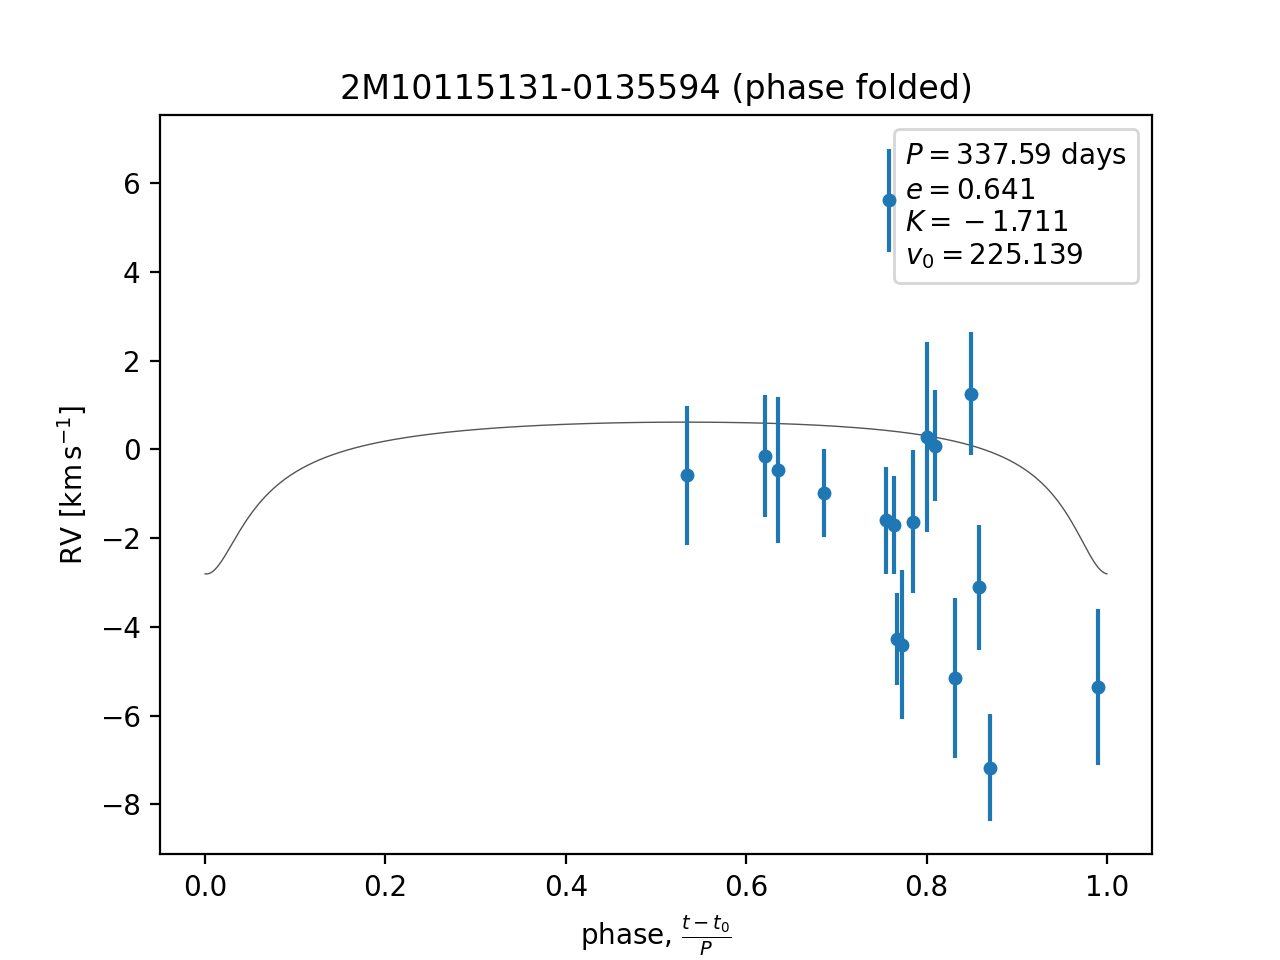 2M10115131-0135594 (phase folded)
P = 337.59 days
e = 0.641
K = −1.711
v₀ = 225.139
6
4
2
0
−2
−4
−6
−8
RV [km s⁻¹]
0.0 0.2 0.4 0.6 0.8 1.0
phase, (t − t₀)/P